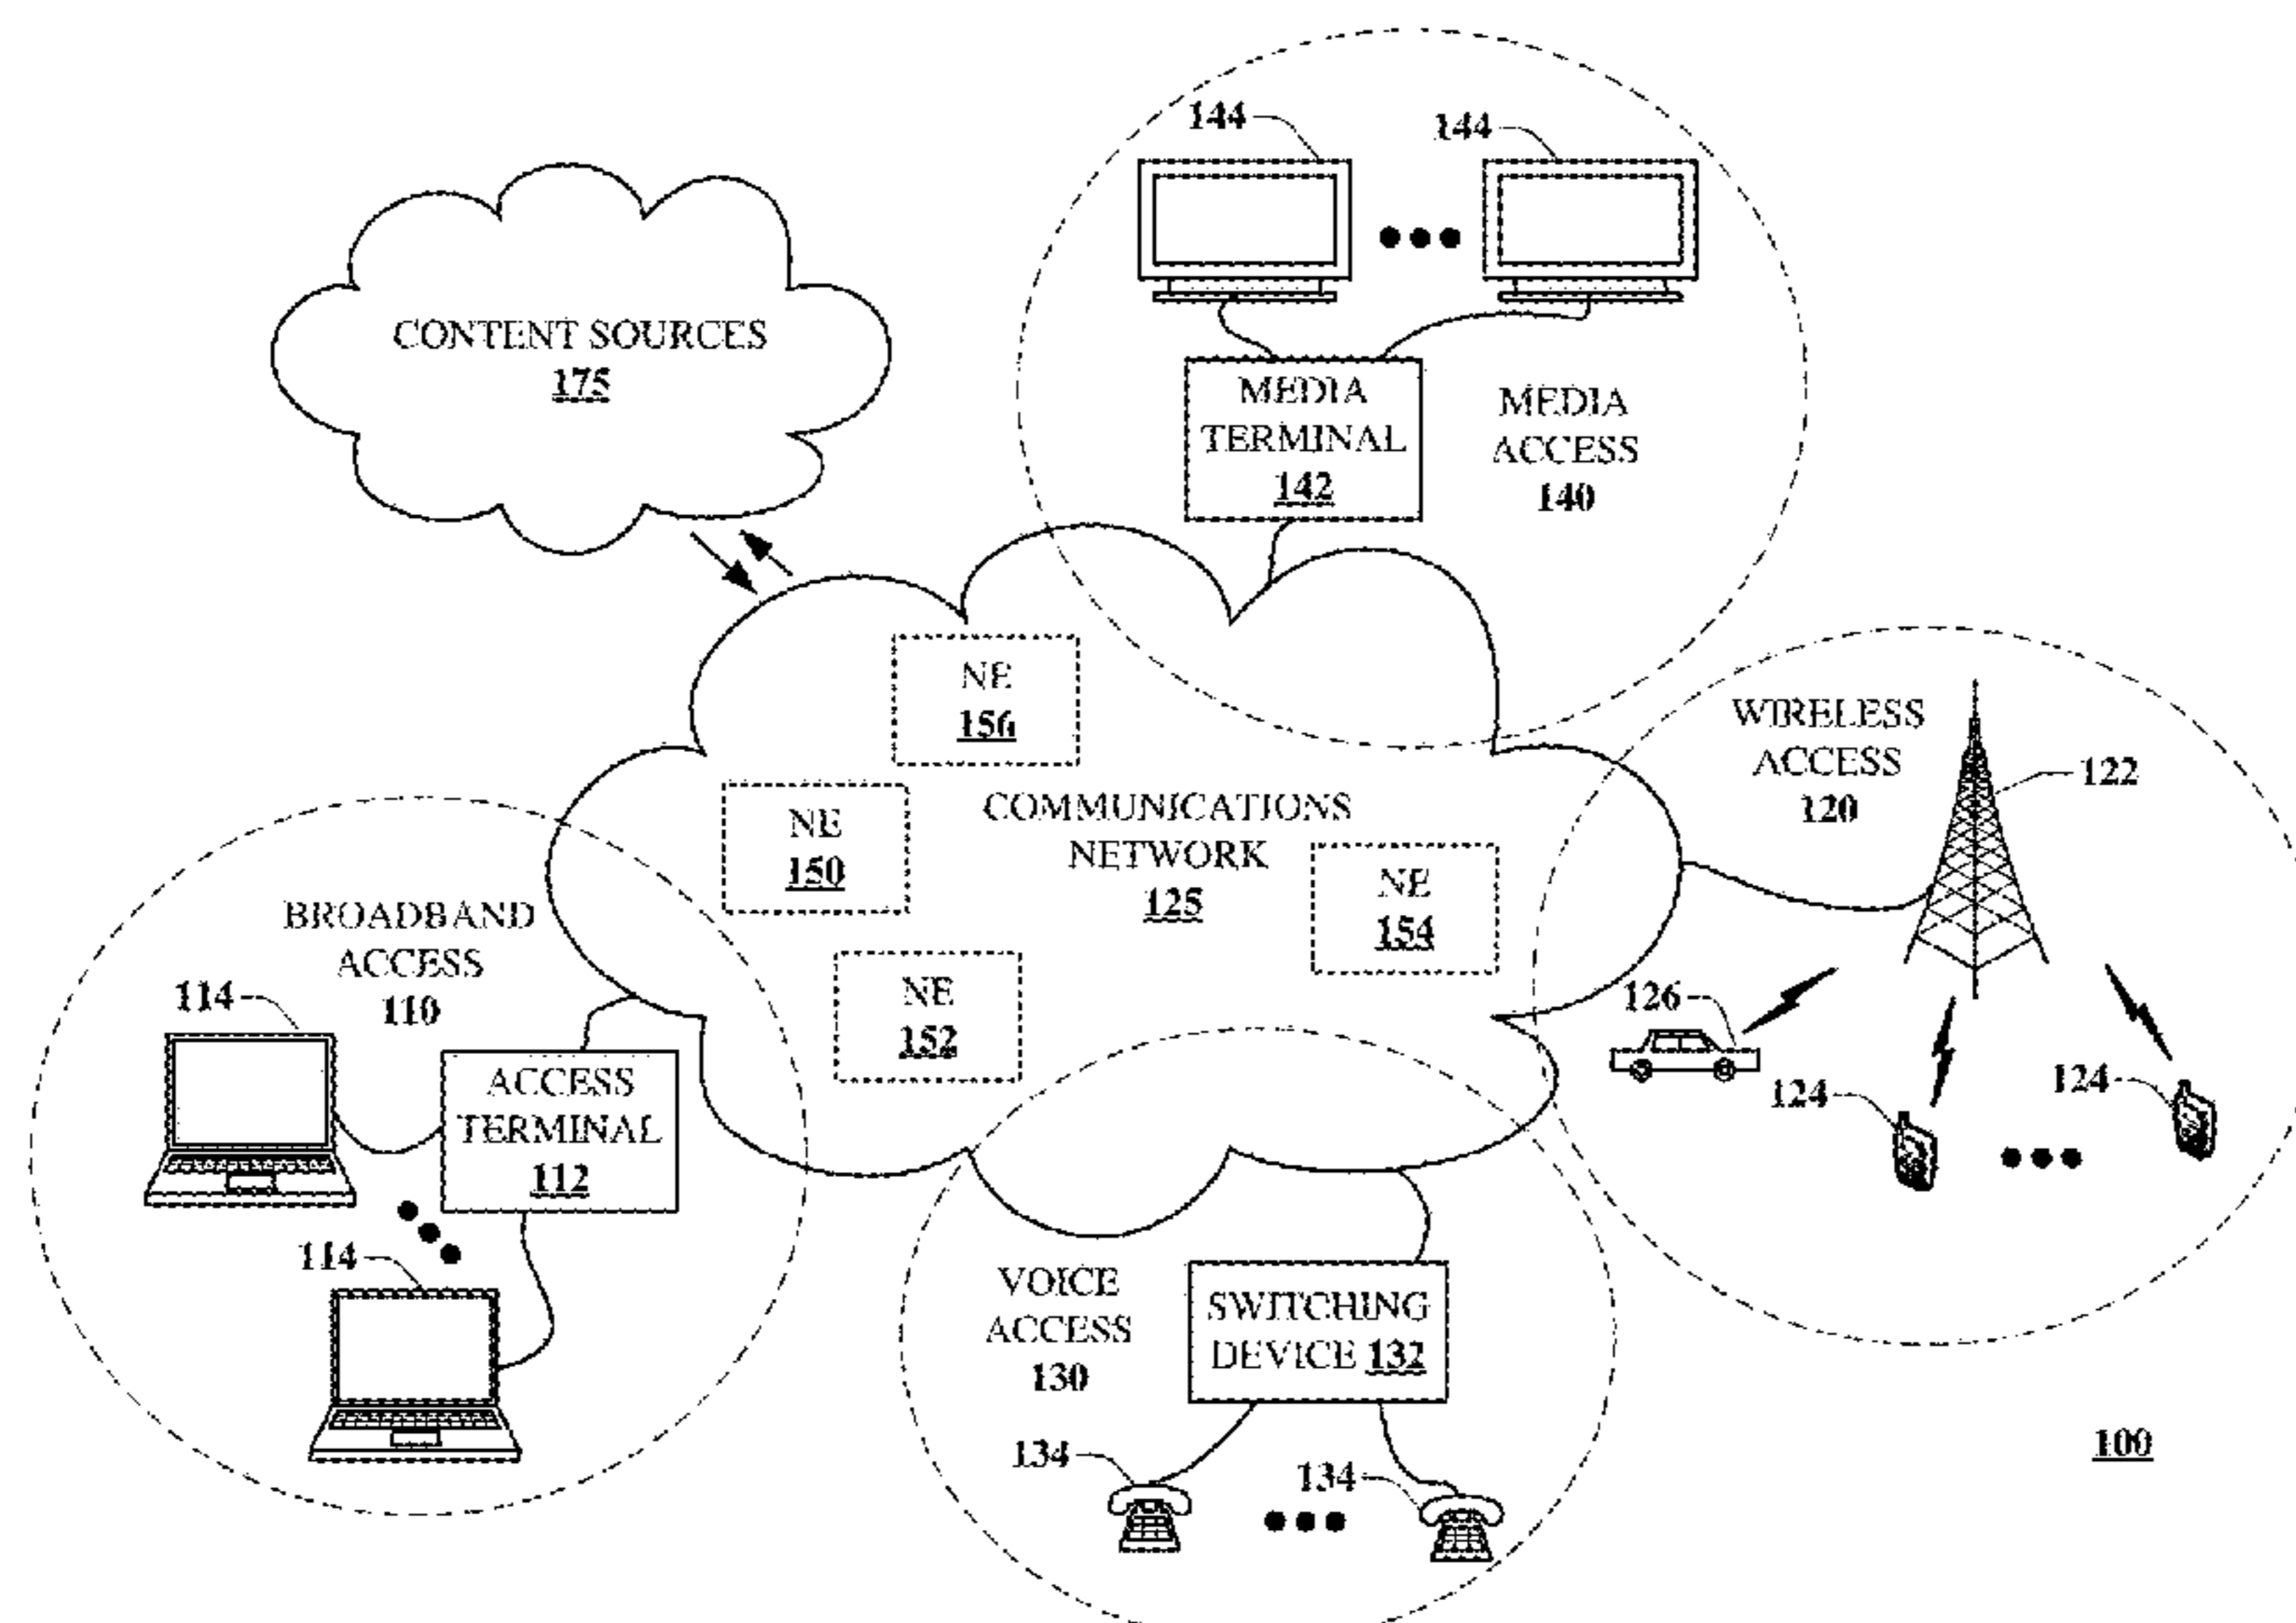 144
144
CONTENT SOURCES
175
MEDIA
TERMINAL
142
MEDIA
ACCESS
140
NE
156
WIRELESS
ACCESS
120
122
NE
150
COMMUNICATIONS
NETWORK
125
NE
154
BROADBAND
ACCESS
110
114
NE
152
126
124
124
ACCESS
TERMINAL
112
114
VOICE
ACCESS
130
SWITCHING
DEVICE 132
134
134
100